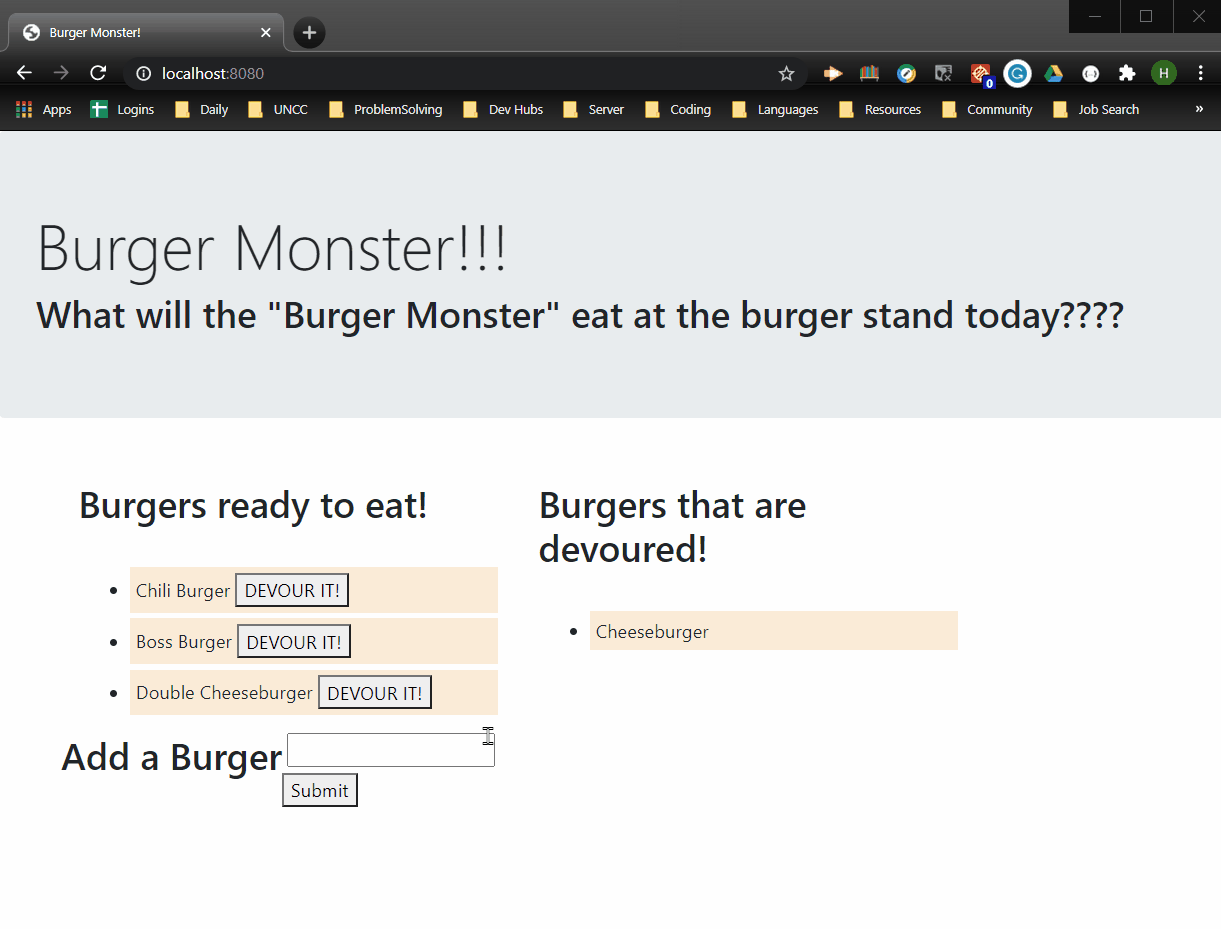 Burger Monster!
localhost:8080
0
H
Apps Logins Daily UNCC ProblemSolving Dev Hubs Server Coding Languages Resources Community Job Search »
Burger Monster!!!
What will the "Burger Monster" eat at the burger stand today????
Burgers ready to eat!
Chili Burger DEVOUR IT!
Boss Burger DEVOUR IT!
Double Cheeseburger DEVOUR IT!
Add a Burger
Submit
Burgers that are
devoured!
Cheeseburger